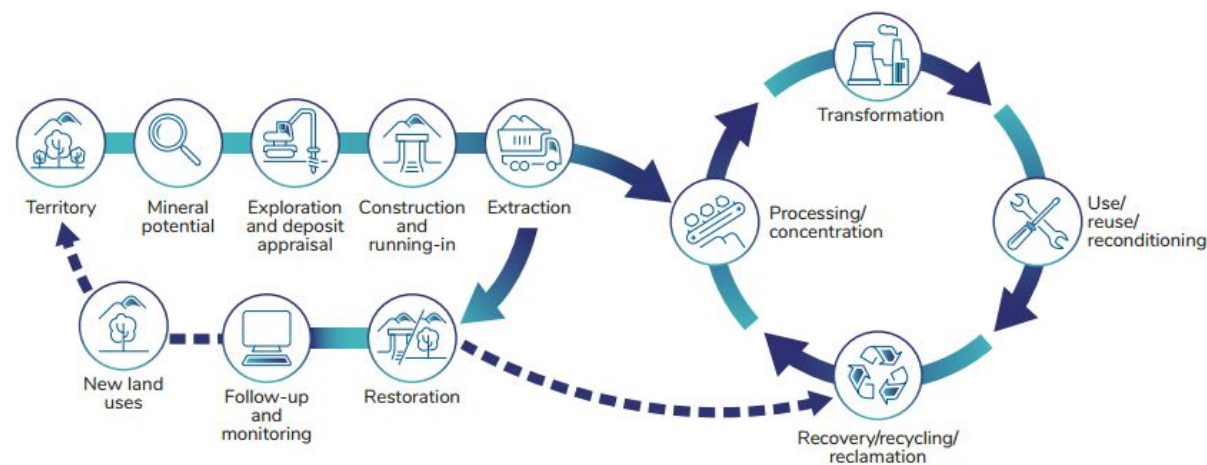 Transformation
Territory
Mineral
potential
Exploration
and deposit
appraisal
Construction
and
running-in
Extraction
Processing/
concentration
Use/
reuse/
reconditioning
New land
uses
Follow-up
and
monitoring
Restoration
Recovery/recycling/
reclamation